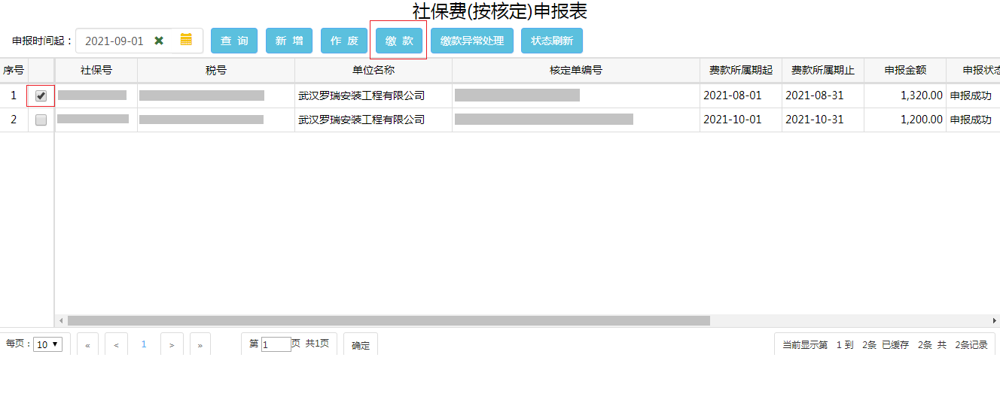 社保费(按核定)申报表
申报时间起： 2021-09-01 查 询 新 增 作 废 缴 款 缴款异常处理 状态刷新
序号 社保号 税号 单位名称 核定单编号 费款所属期起 费款所属期止 申报金额 申报状态
1 武汉罗瑞安装工程有限公司 2021-08-01 2021-08-31 1,320.00 申报成功
2 武汉罗瑞安装工程有限公司 2021-10-01 2021-10-31 1,200.00 申报成功
每页： 10 « < 1 > » 第 1 页 共1页 确定 当前显示第 1 到 2条 已缓存 2条 共 2条记录